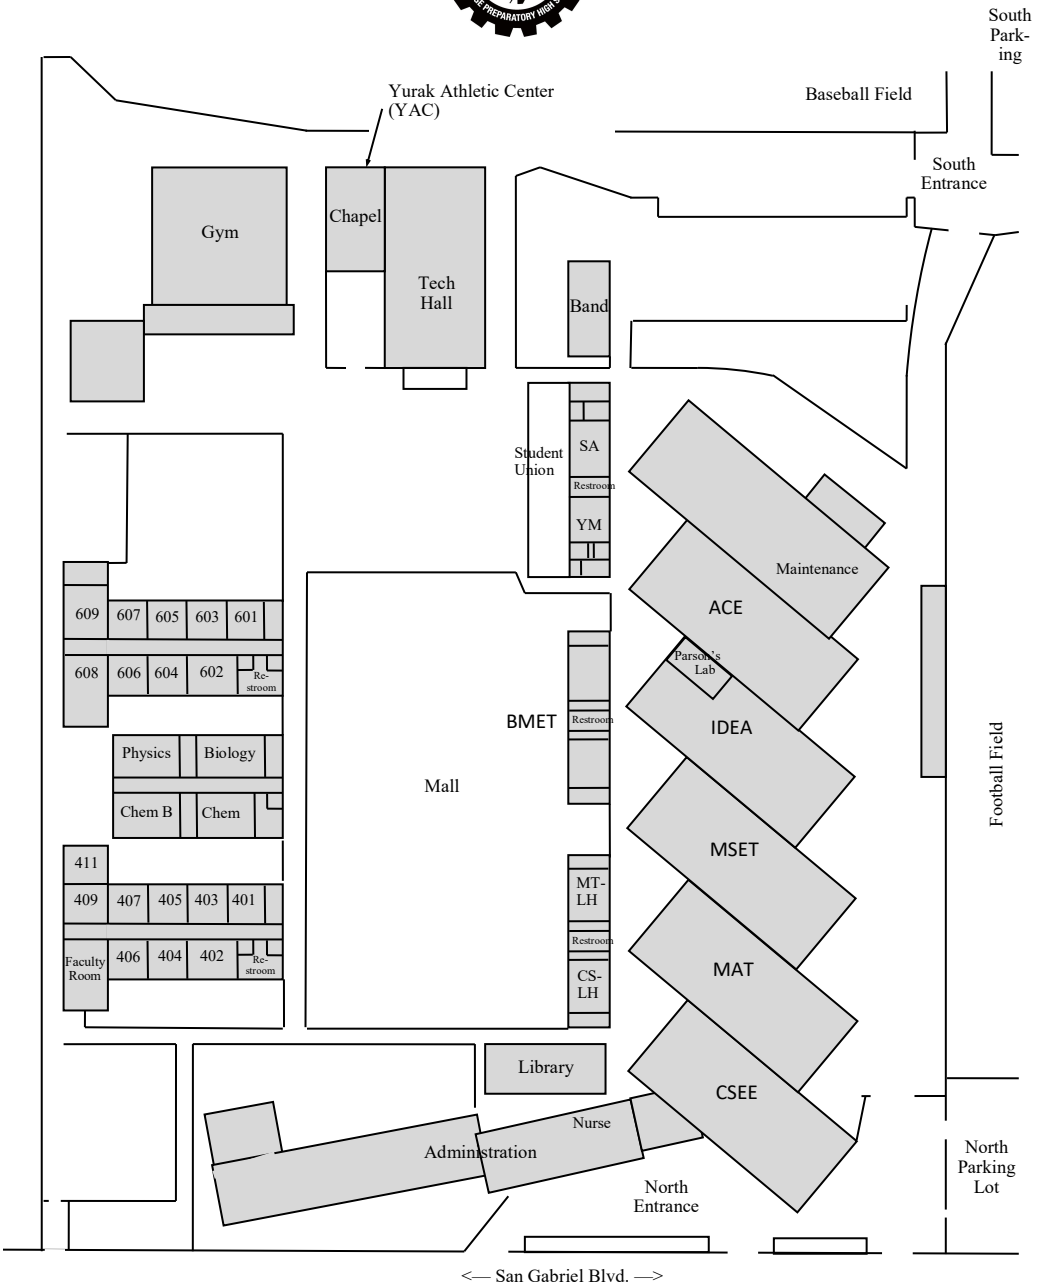 GE PREPARATORY HIGH S
South
Park-
ing
Yurak Athletic Center
(YAC)
Baseball Field
South
Entrance
Gym
Chapel
Tech
Hall
Band
Student
Union
SA
Restroom
YM
Maintenance
ACE
Parson's
Lab
IDEA
609
607
605
603
601
608
606
604
602
Re-
stroom
BMET
Restroom
Physics
Biology
Chem B
Chem
Mall
Football Field
MSET
411
409
407
405
403
401
MT-
LH
Restroom
CS-
LH
Faculty
Room
406
404
402
Re-
stroom
MAT
Library
CSEE
Nurse
Administration
North
Entrance
North
Parking
Lot
<— San Gabriel Blvd. —>